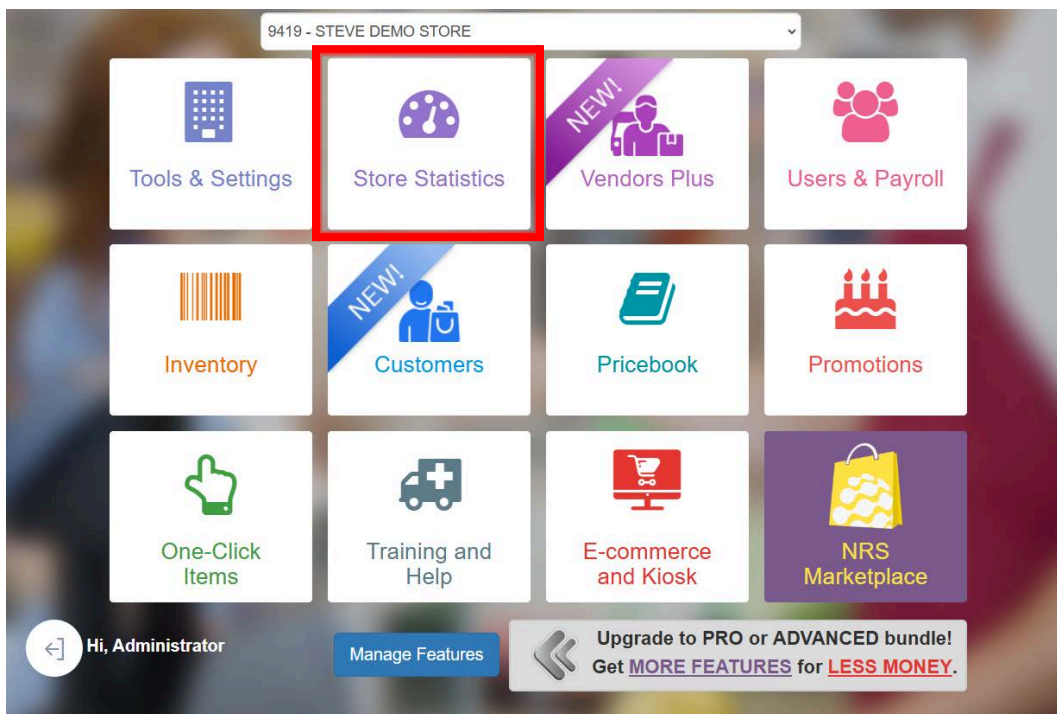 9419 - STEVE DEMO STORE
Tools & Settings
Store Statistics
NEW!
Vendors Plus
Users & Payroll
Inventory
NEW!
Customers
Pricebook
Promotions
One-Click
Items
Training and
Help
E-commerce
and Kiosk
NRS
Marketplace
Hi, Administrator
Manage Features
Upgrade to PRO or ADVANCED bundle!
Get MORE FEATURES for LESS MONEY.